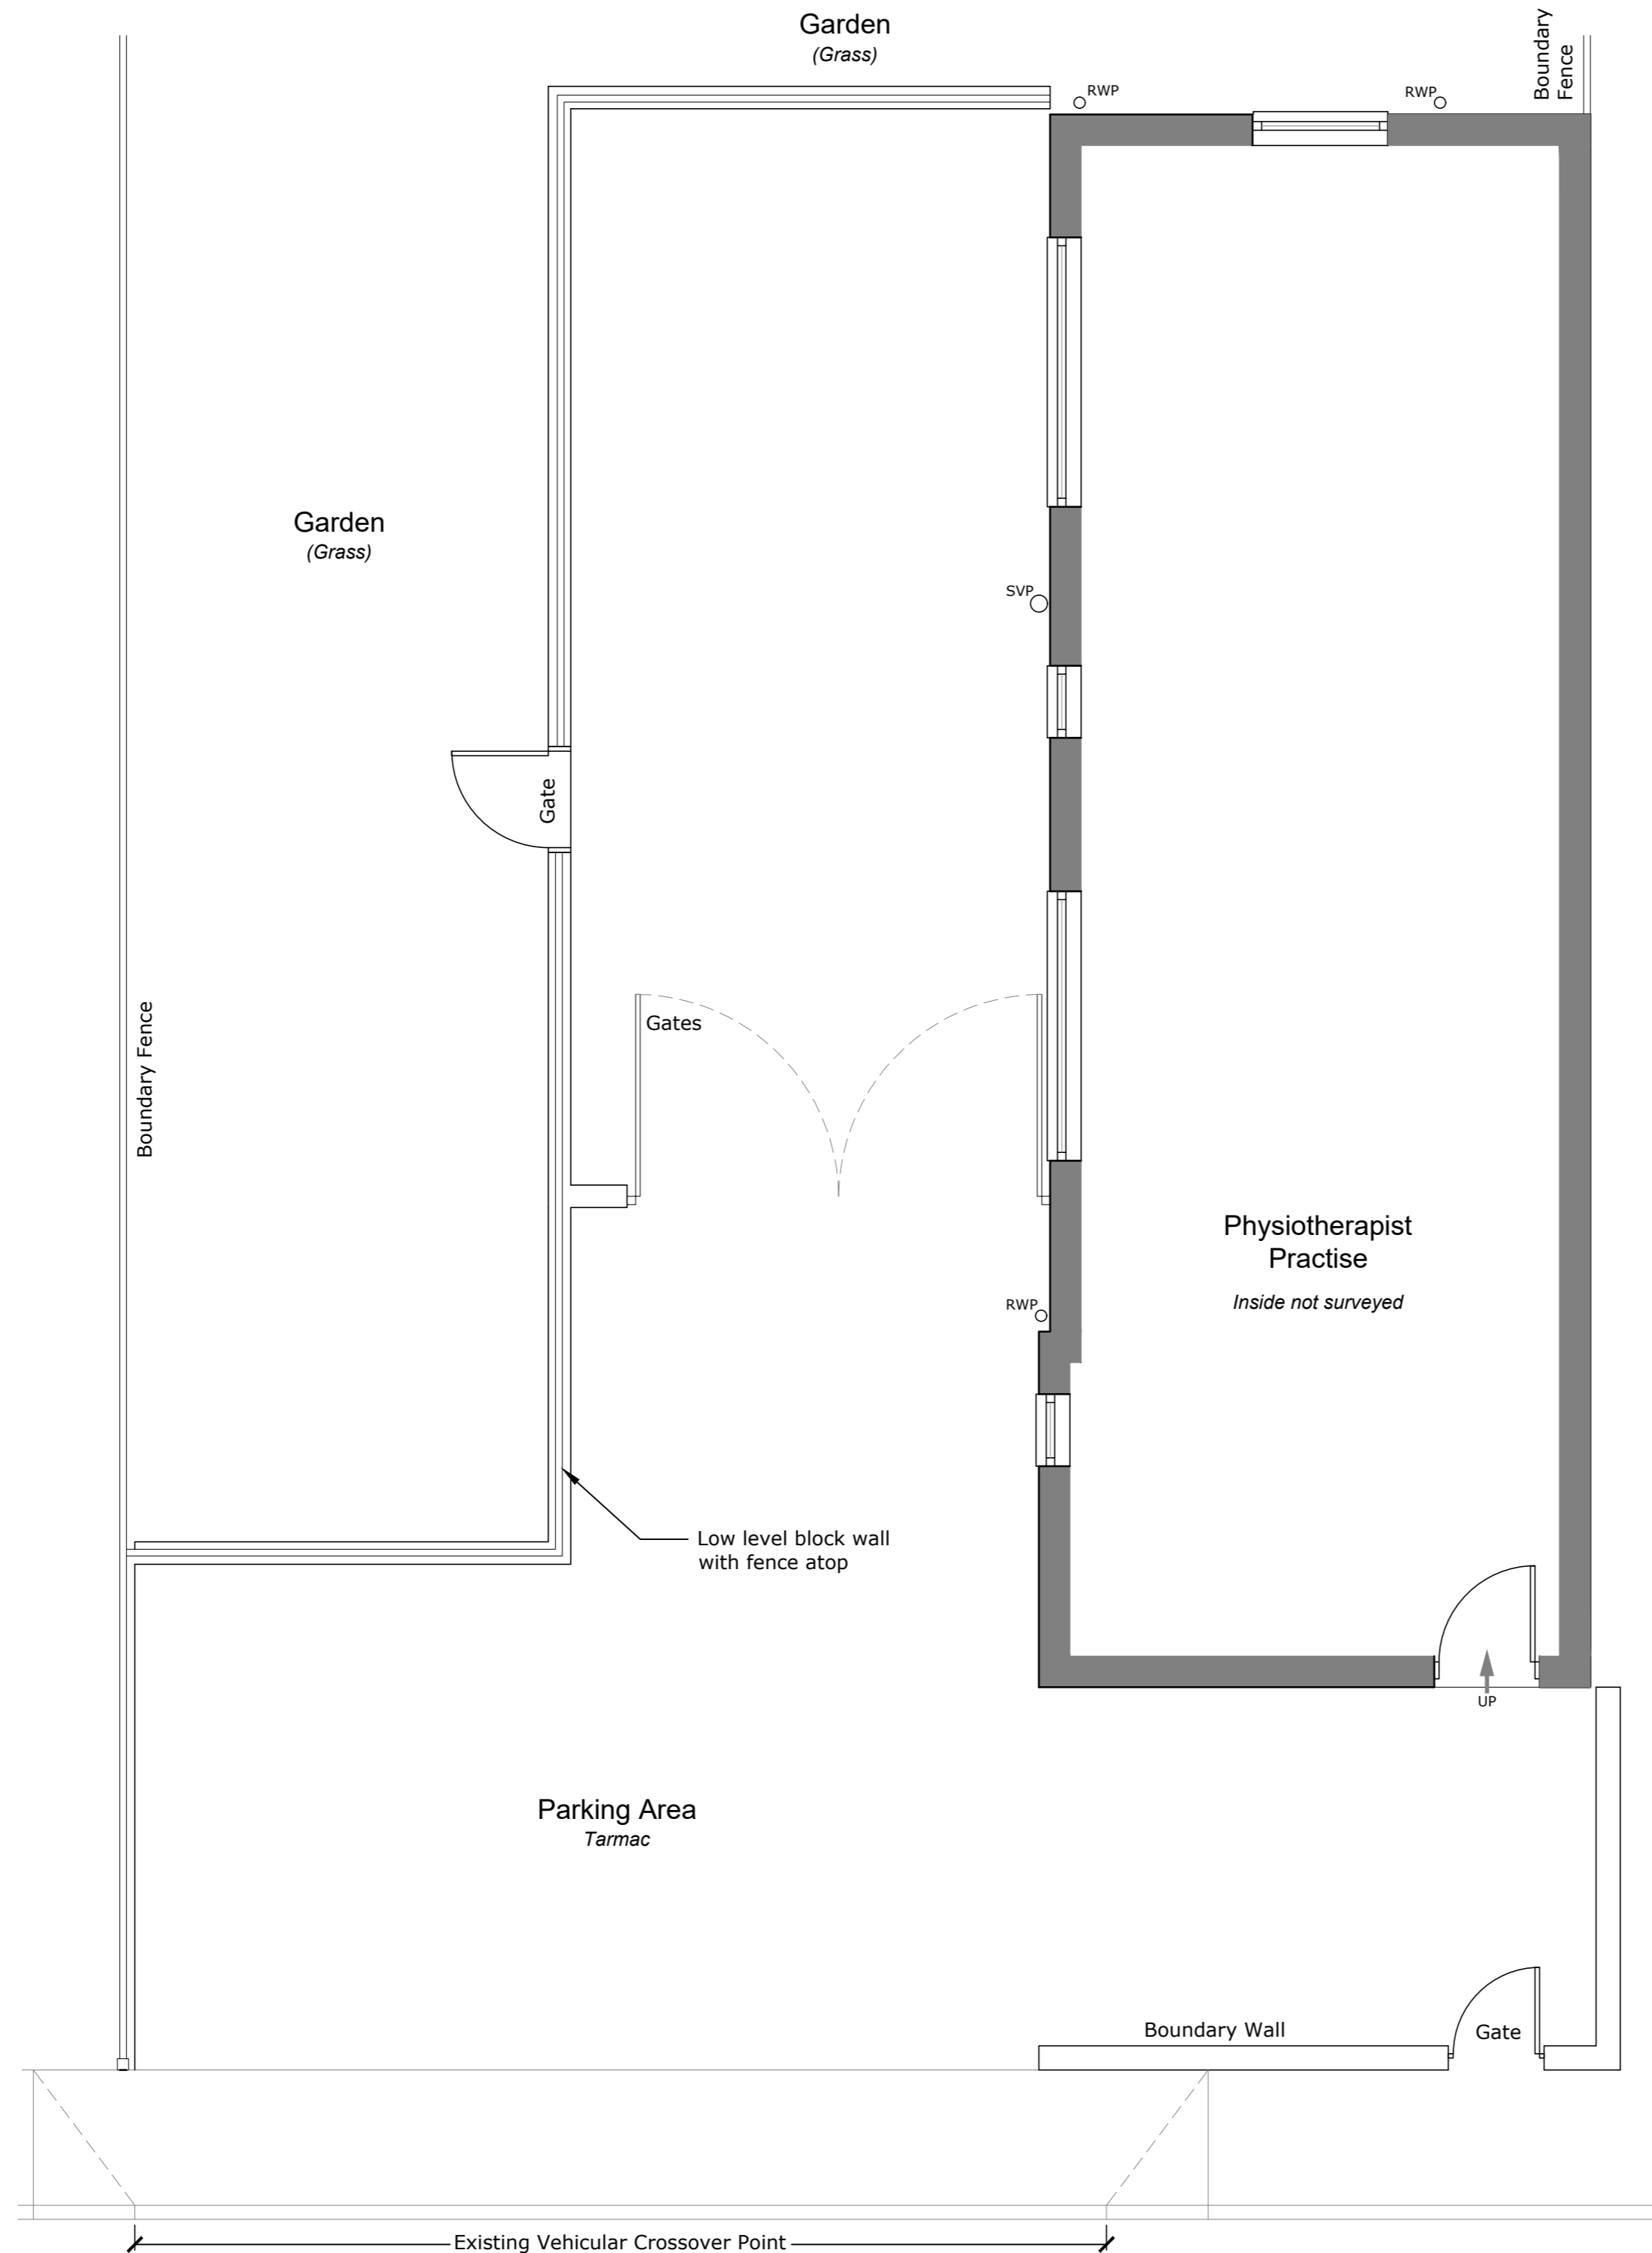 Garden
(Grass)
Boundary
Fence
RWP
RWP
Garden
(Grass)
SVP
Gate
Boundary Fence
Gates
Physiotherapist
Practise
Inside not surveyed
RWP
Low level block wall
with fence atop
UP
Parking Area
Tarmac
Boundary Wall
Gate
Existing Vehicular Crossover Point